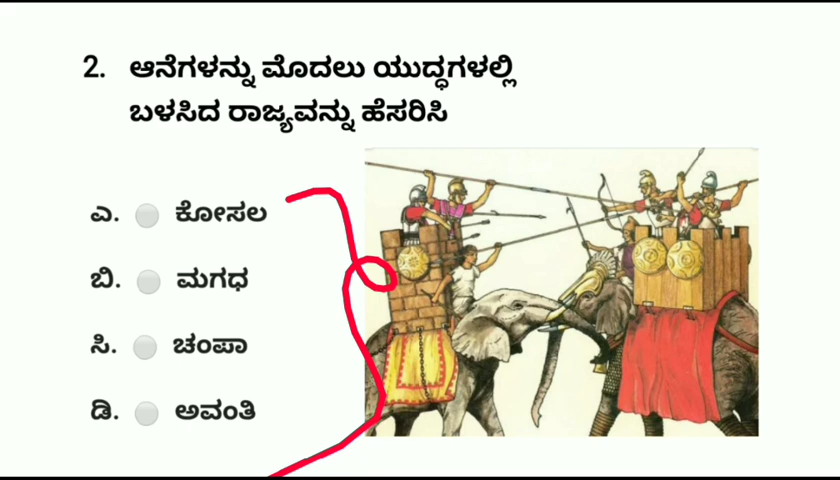 2. ಆನೆಗಳನ್ನು ಮೊದಲು ಯುದ್ಧಗಳಲ್ಲಿ
ಬಳಸಿದ ರಾಜ್ಯವನ್ನು ಹೆಸರಿಸಿ
ಎ. ಕೋಸಲ
ಬಿ. ಮಗಧ
ಸಿ. ಚಂಪಾ
ಡಿ. ಅವಂತಿ